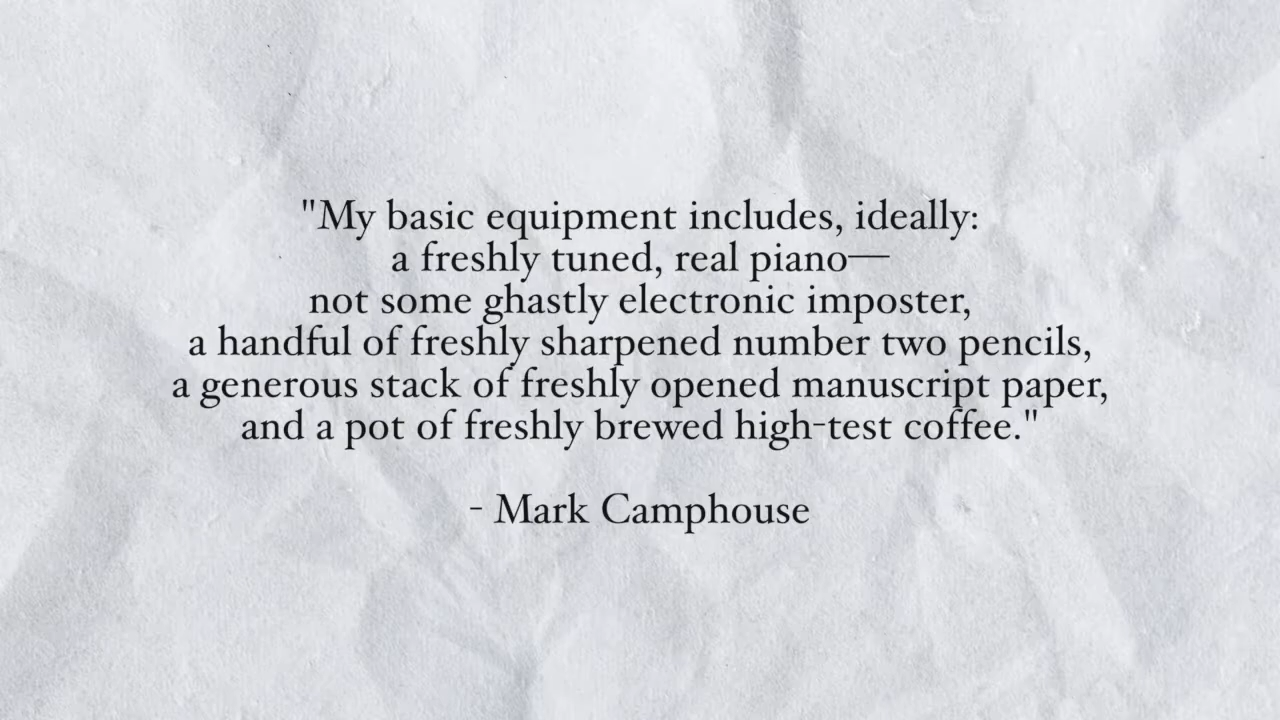 "My basic equipment includes, ideally:
a freshly tuned, real piano—
not some ghastly electronic imposter,
a handful of freshly sharpened number two pencils,
a generous stack of freshly opened manuscript paper,
and a pot of freshly brewed high-test coffee."
- Mark Camphouse